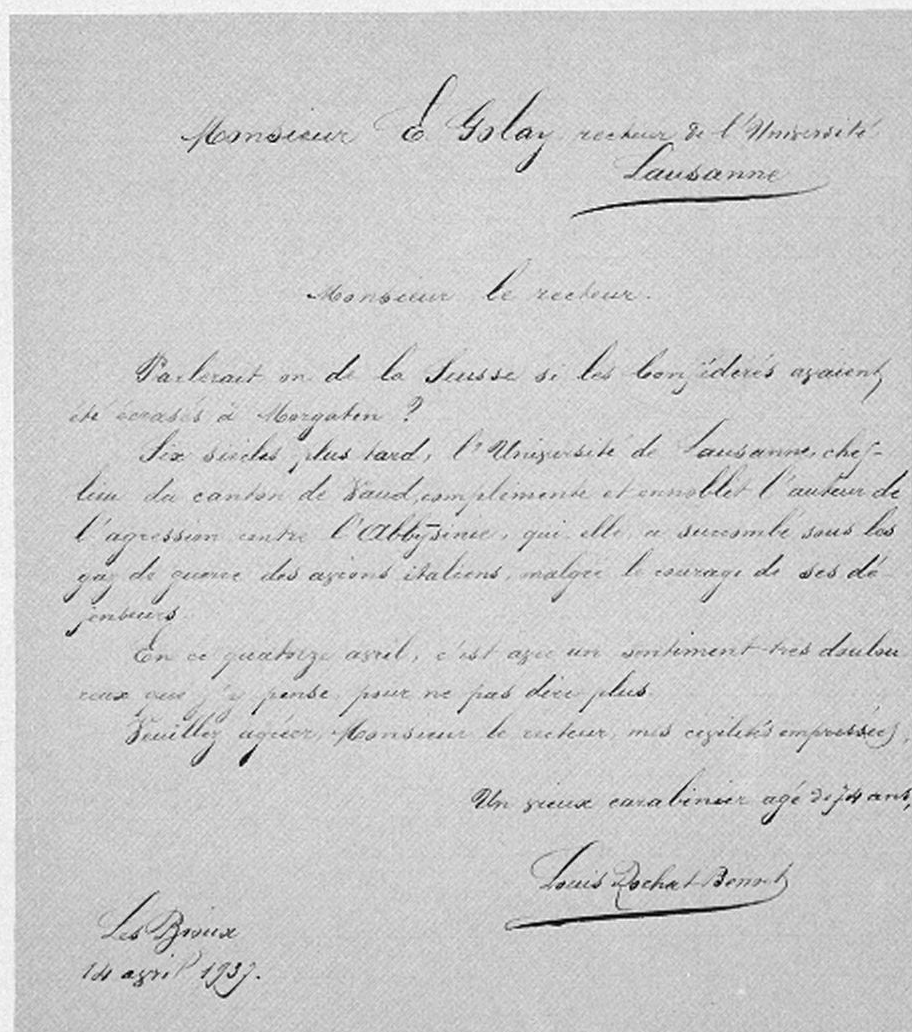 Monsieur E Golay recteur de l'Université
Lausanne
Monsieur le recteur.
Parlerait on de la Suisse si les Confédérés avaient
été écrasés à Morgaten ?
Six siècles plus tard, l'Université de Lausanne, chef-
lieu du canton de Vaud, complimente et ennoblet l'auteur de
l'agression contre l'Abbysinie, qui, elle, a succombé sous les
gaz de guerre des avions italiens, malgré le courage de ses dé-
fenseurs.
En ce quatorze avril, c'est avec un sentiment très doulou
reux que j'y pense, pour ne pas dire plus
Veuillez agréer, Monsieur le recteur, mes civilités empressées,
Un vieux carabinier agé de 74 ans,
Louis Rochat-Benoit
Les Bioux
14 avril 1937.